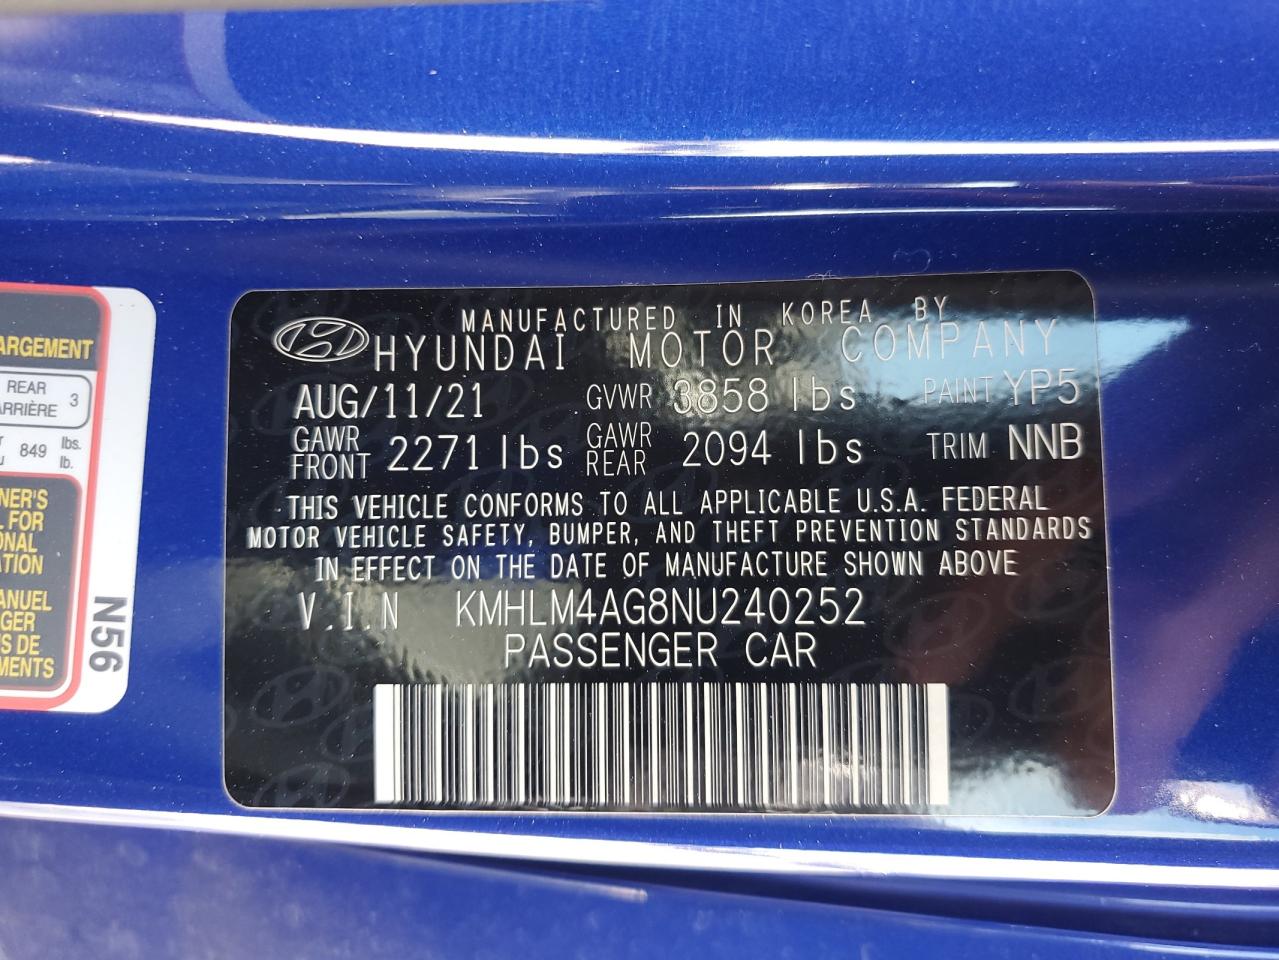 ARGEMENT
REAR 3
ARRIÈRE
849 lbs.
lb.
NER'S
L FOR
ONAL
ATION
ANUEL
GER
S DE
MENTS
N56
MANUFACTURED IN KOREA BY
HYUNDAI MOTOR COMPANY
AUG/11/21 GVWR 3858 lbs PAINT YP5
GAWR FRONT 2271 lbs GAWR REAR 2094 lbs TRIM NNB
THIS VEHICLE CONFORMS TO ALL APPLICABLE U.S.A. FEDERAL
MOTOR VEHICLE SAFETY, BUMPER, AND THEFT PREVENTION STANDARDS
IN EFFECT ON THE DATE OF MANUFACTURE SHOWN ABOVE
V.I.N KMHLM4AG8NU240252
PASSENGER CAR